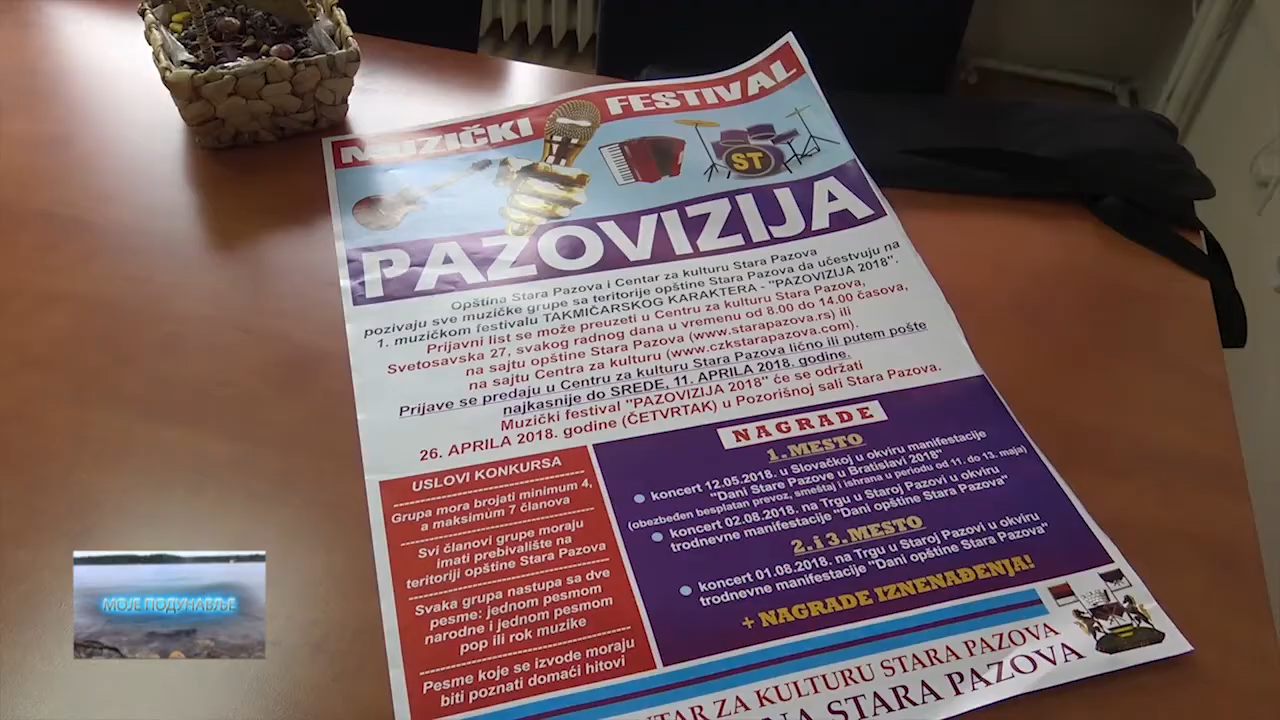 MUZIČKI FESTIVAL
ST
PAZOVIZIJA
Opština Stara Pazova i Centar za kulturu Stara Pazova
pozivaju sve muzičke grupe sa teritorije opštine Stara Pazova da učestvuju na
1. muzičkom festivalu TAKMIČARSKOG KARAKTERA - "PAZOVIZIJA 2018".
Prijavni list se može preuzeti u Centru za kulturu Stara Pazova,
Svetosavska 27, svakog radnog dana u vremenu od 8.00 do 14.00 časova,
na sajtu opštine Stara Pazova (www.starapazova.rs) ili
na sajtu Centra za kulturu (www.czkstarapazova.com).
Prijave se predaju u Centru za kulturu Stara Pazova lično ili putem pošte
najkasnije do SREDE, 11. APRILA 2018. godine.
Muzički festival "PAZOVIZIJA 2018" će se održati
26. APRILA 2018. godine (ČETVRTAK) u Pozorišnoj sali Stara Pazova.
USLOVI KONKURSA
Grupa mora brojati minimum 4,
a maksimum 7 članova
Svi članovi grupe moraju
imati prebivalište na
teritoriji opštine Stara Pazova
Svaka grupa nastupa sa dve
pesme: jednom pesmom
narodne i jednom pesmom
pop ili rok muzike
Pesme koje se izvode moraju
biti poznati domaći hitovi
NAGRADE
1. MESTO
koncert 12.05.2018. u Slovačkoj u okviru manifestacije
"Dani Stare Pazove u Bratislavi 2018"
(obezbeđen besplatan prevoz, smeštaj i ishrana u periodu od 11. do 13. maja)
koncert 02.08.2018. na Trgu u Staroj Pazovi u okviru
trodnevne manifestacije "Dani opštine Stara Pazova"
2. i 3. MESTO
koncert 01.08.2018. na Trgu u Staroj Pazovi u okviru
trodnevne manifestacije "Dani opštine Stara Pazova"
+ NAGRADE IZNENAĐENJA!
NTAR ZA KULTURU STARA PAZOVA
NA STARA PAZOVA
МОЈЕ ПОДУНАВЉЕ